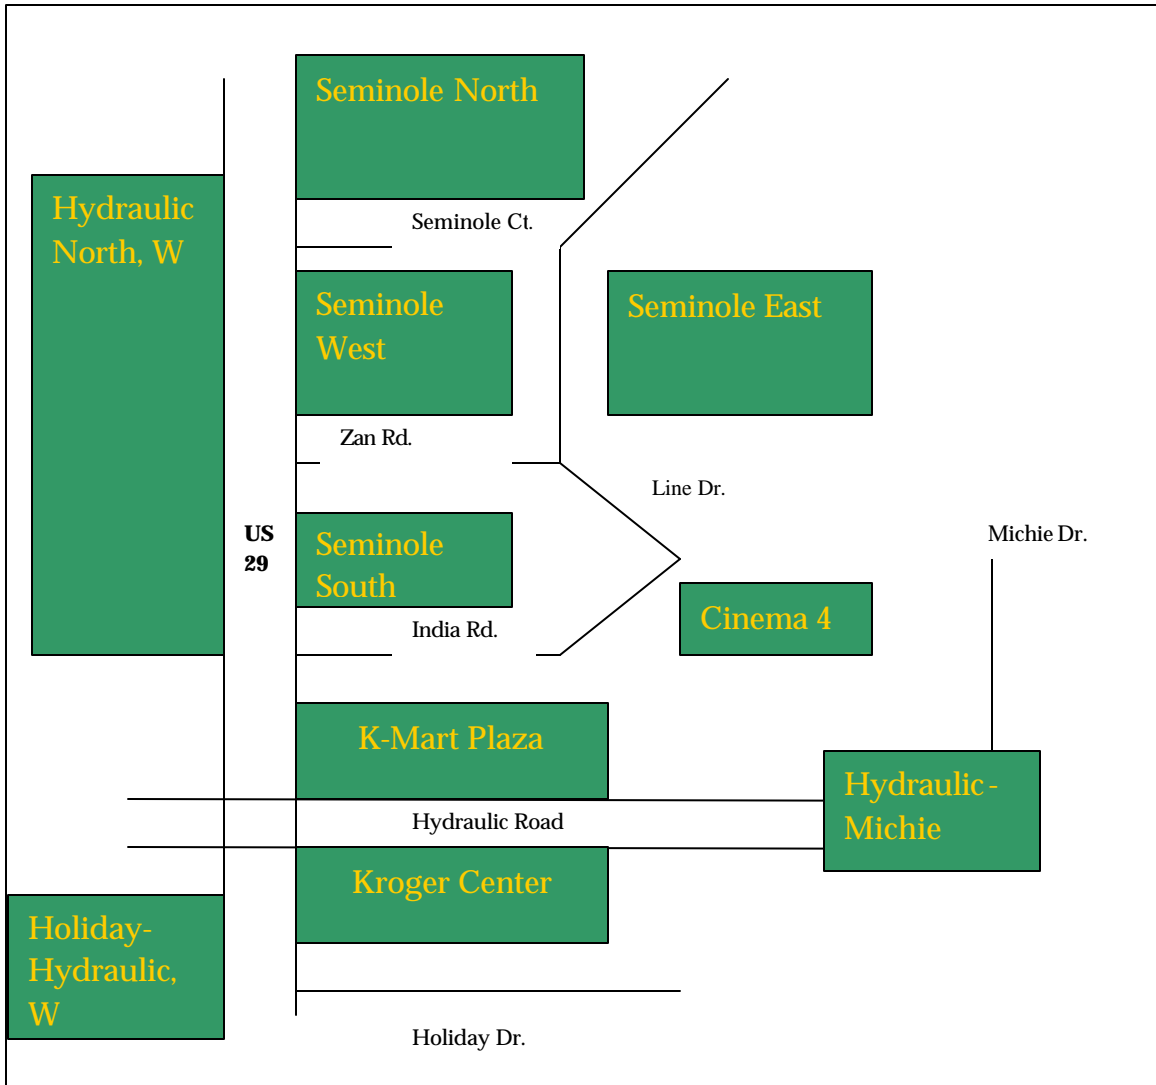 Seminole North
Hydraulic
North, W
Seminole Ct.
Seminole
West
Seminole East
Zan Rd.
Line Dr.
US
29
Michie Dr.
Seminole
South
Cinema 4
India Rd.
K-Mart Plaza
Hydraulic-
Michie
Hydraulic Road
Kroger Center
Holiday-
Hydraulic,
W
Holiday Dr.